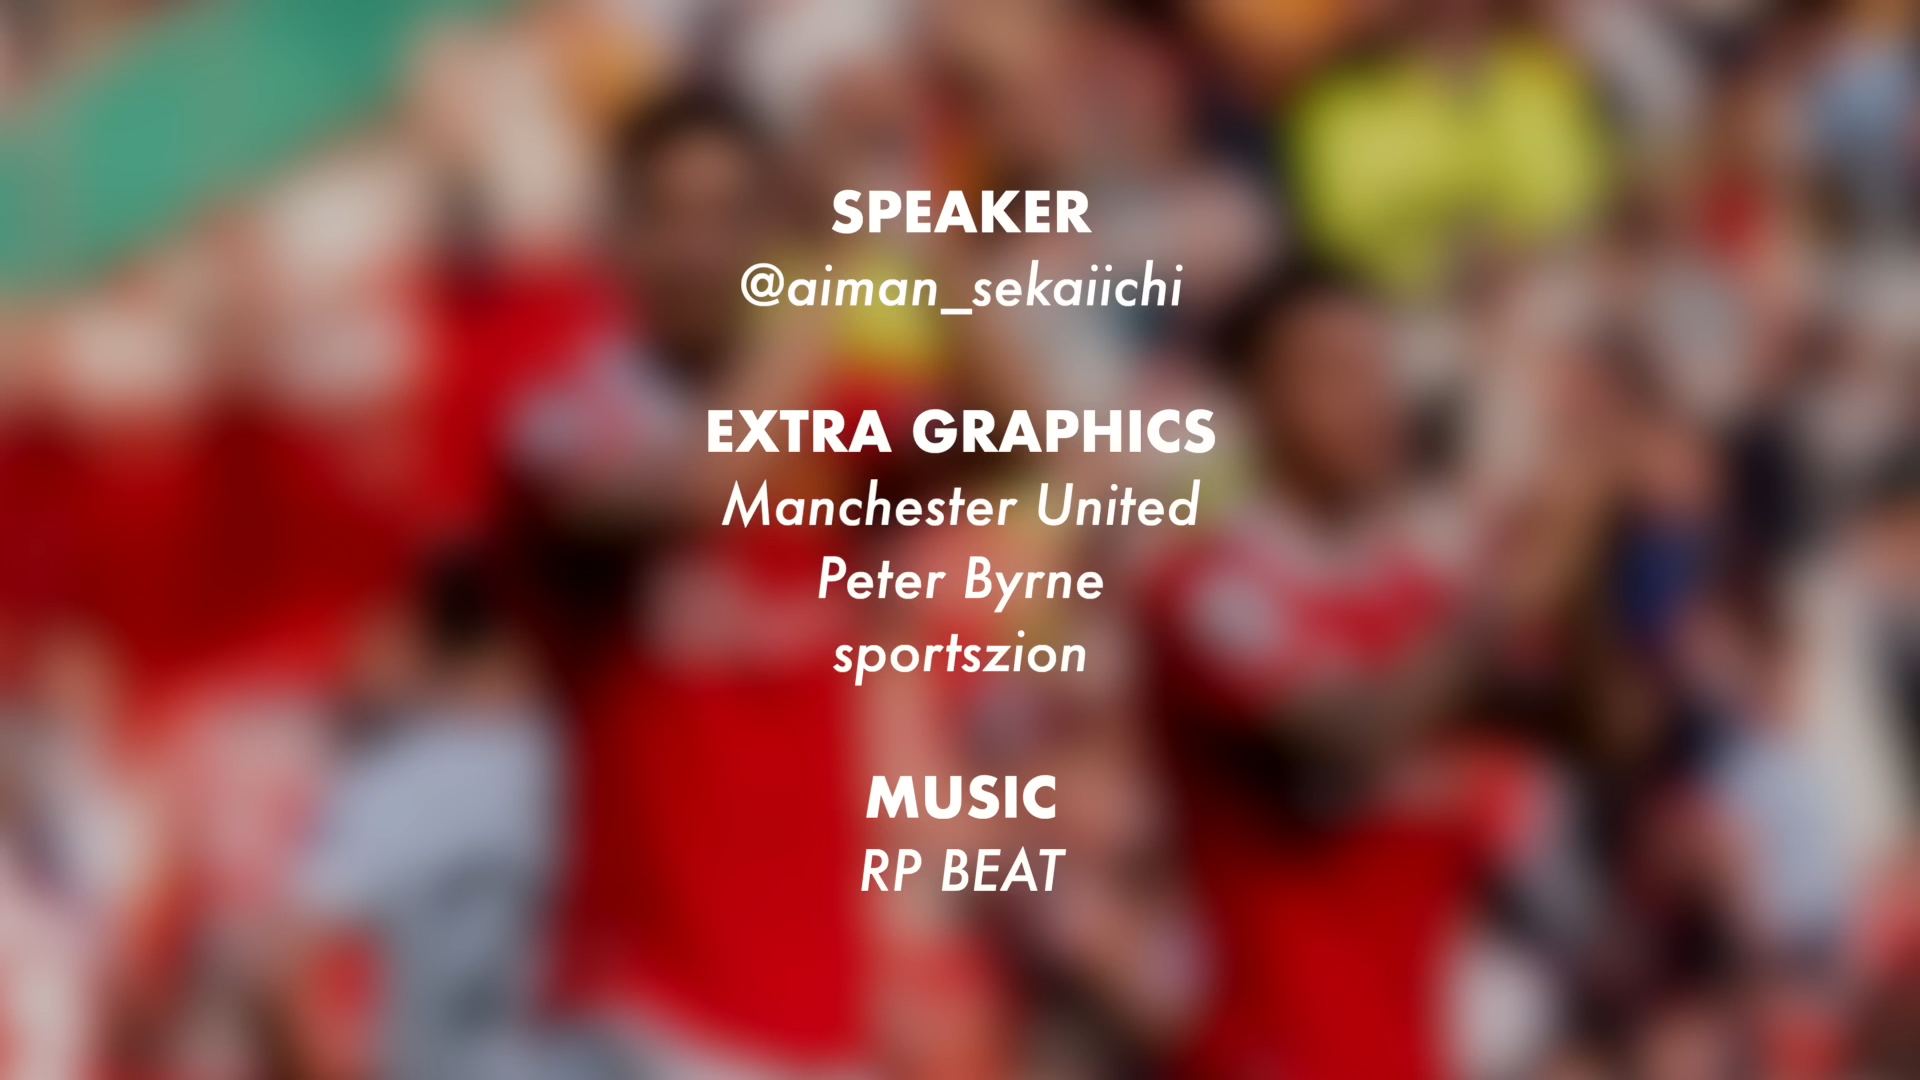 SPEAKER
@aiman_sekaiichi
EXTRA GRAPHICS
Manchester United
Peter Byrne
sportszion
MUSIC
RP BEAT